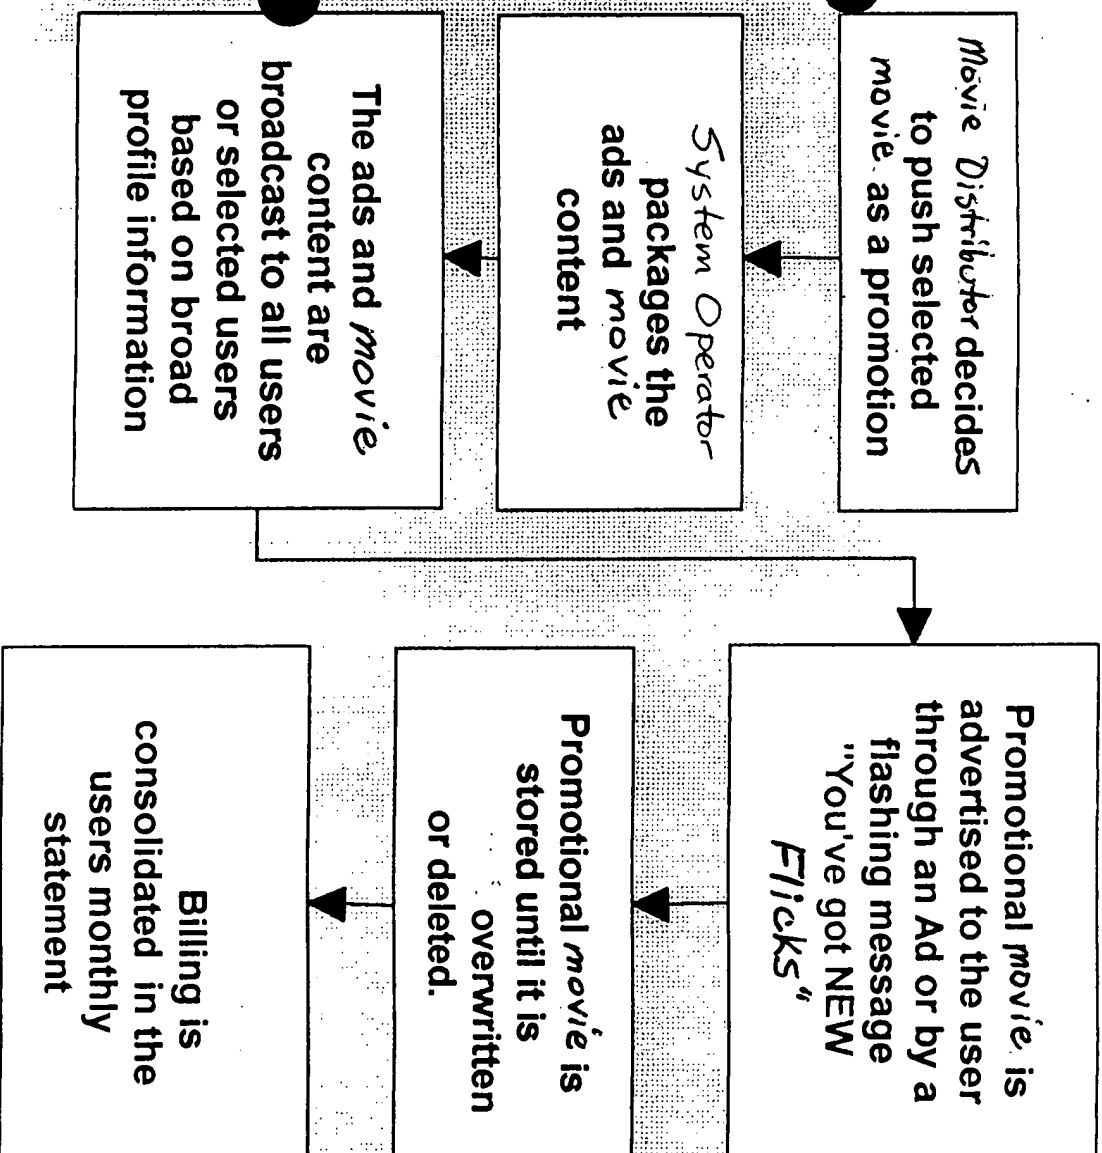 Movie Distributor decides
to push selected
movie as a promotion
System Operator
packages the
ads and movie
content
The ads and movie
content are
broadcast to all users
or selected users
based on broad
profile information
Promotional movie is
advertised to the user
through an Ad or by a
flashing message
"You've got NEW
Flicks"
Promotional movie is
stored until it is
overwritten
or deleted.
Billing is
consolidated in the
users monthly
statement